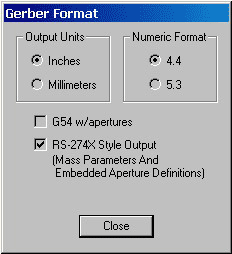 Gerber Format
Output Units
Inches
Millimeters
Numeric Format
4.4
5.3
G54 w/apertures
RS-274X Style Output
(Mass Parameters And
Embedded Aperture Definitions)
Close